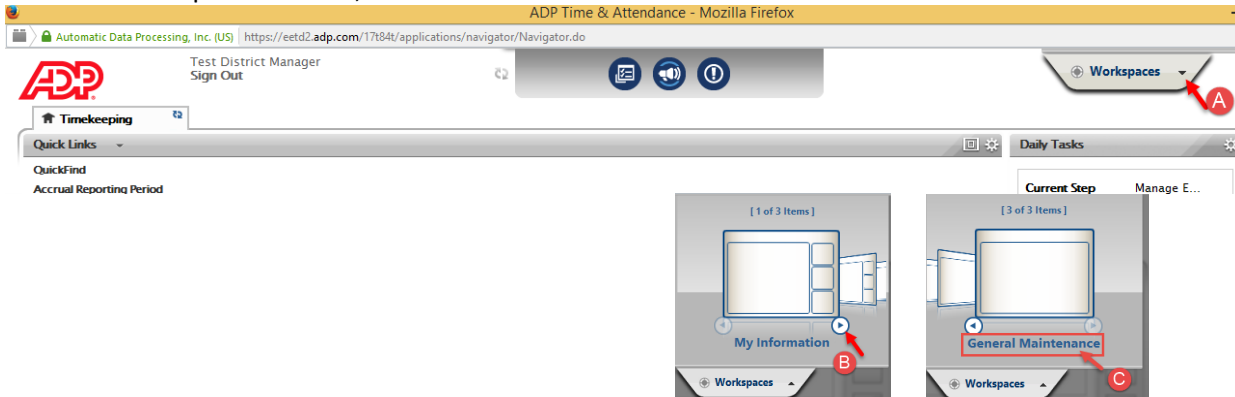 ADP Time & Attendance - Mozilla Firefox
Automatic Data Processing, Inc. (US) https://eetd2.adp.com/17t84t/applications/navigator/Navigator.do
ADP
Test District Manager
Sign Out
Workspaces
A
Timekeeping
Quick Links
Daily Tasks
QuickFind
Accrual Reporting Period
Current Step Manage E...
[ 1 of 3 Items ]
My Information
B
Workspaces
[ 3 of 3 Items ]
General Maintenance
C
Workspaces